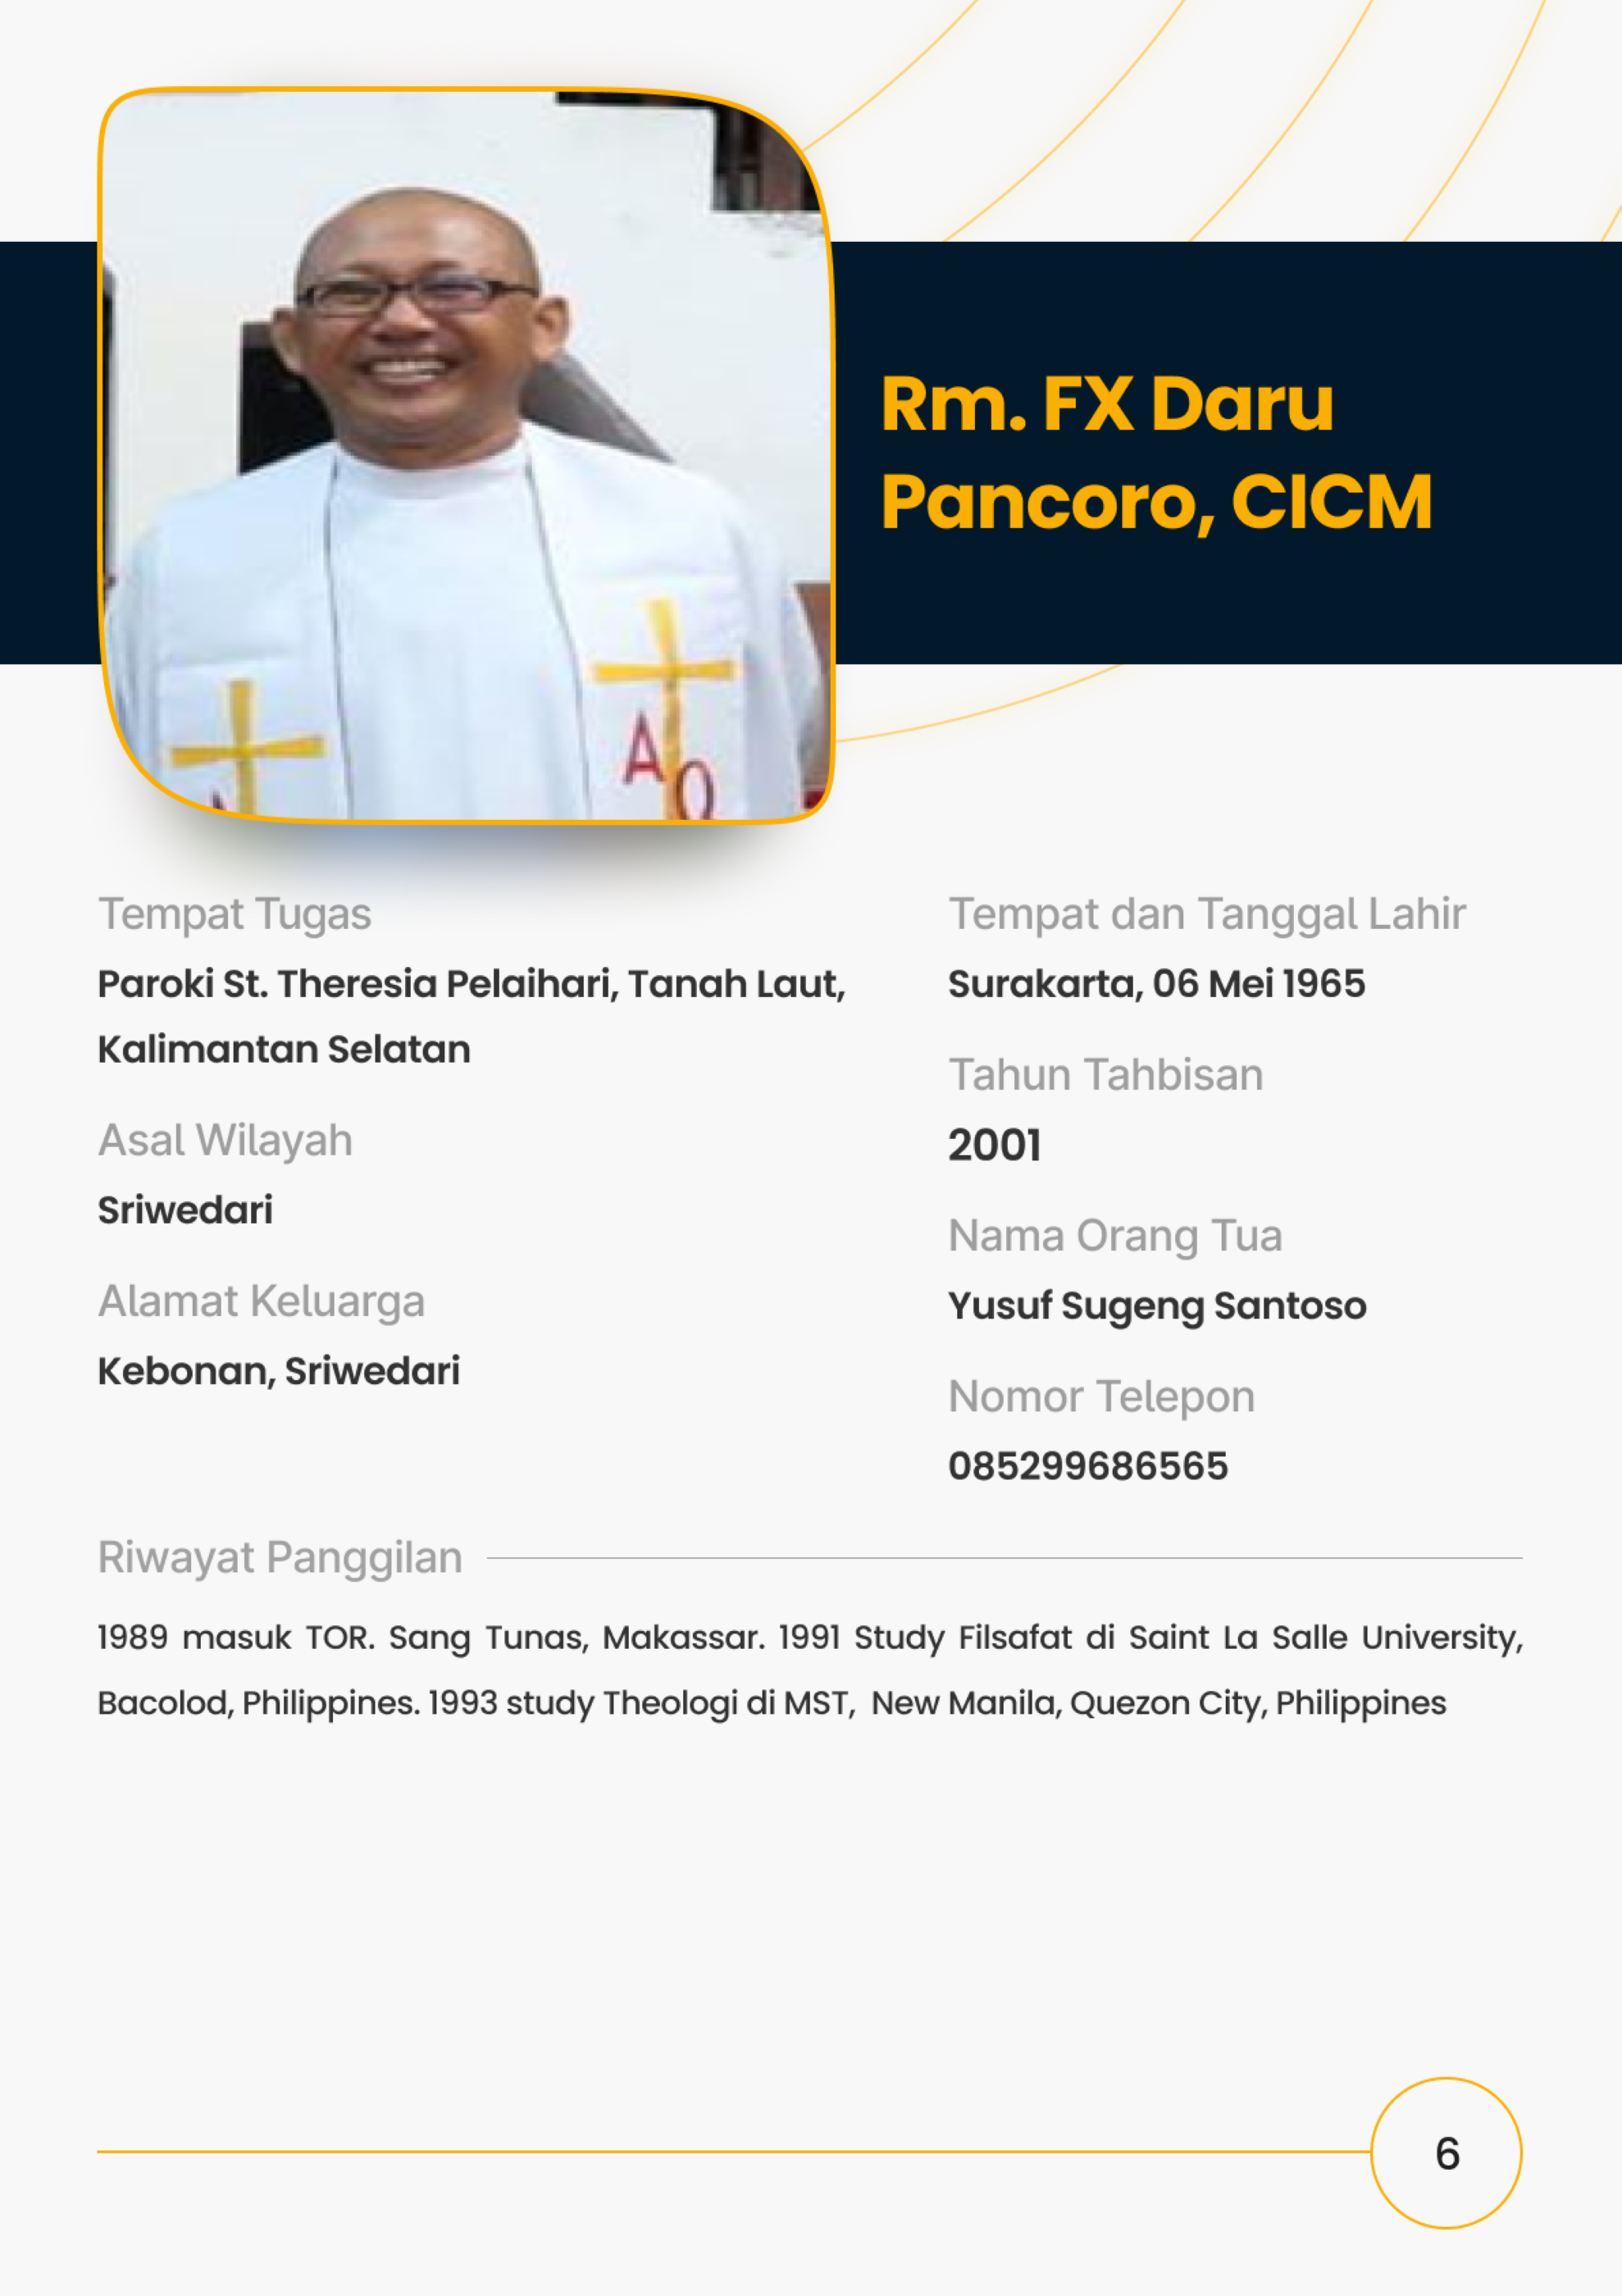 Rm. FX Daru
Pancoro, CICM
A
Ω
Tempat Tugas
Paroki St. Theresia Pelaihari, Tanah Laut,
Kalimantan Selatan
Asal Wilayah
Sriwedari
Alamat Keluarga
Kebonan, Sriwedari
Tempat dan Tanggal Lahir
Surakarta, 06 Mei 1965
Tahun Tahbisan
2001
Nama Orang Tua
Yusuf Sugeng Santoso
Nomor Telepon
085299686565
Riwayat Panggilan
1989 masuk TOR. Sang Tunas, Makassar. 1991 Study Filsafat di Saint La Salle University,
Bacolod, Philippines. 1993 study Theologi di MST, New Manila, Quezon City, Philippines
6